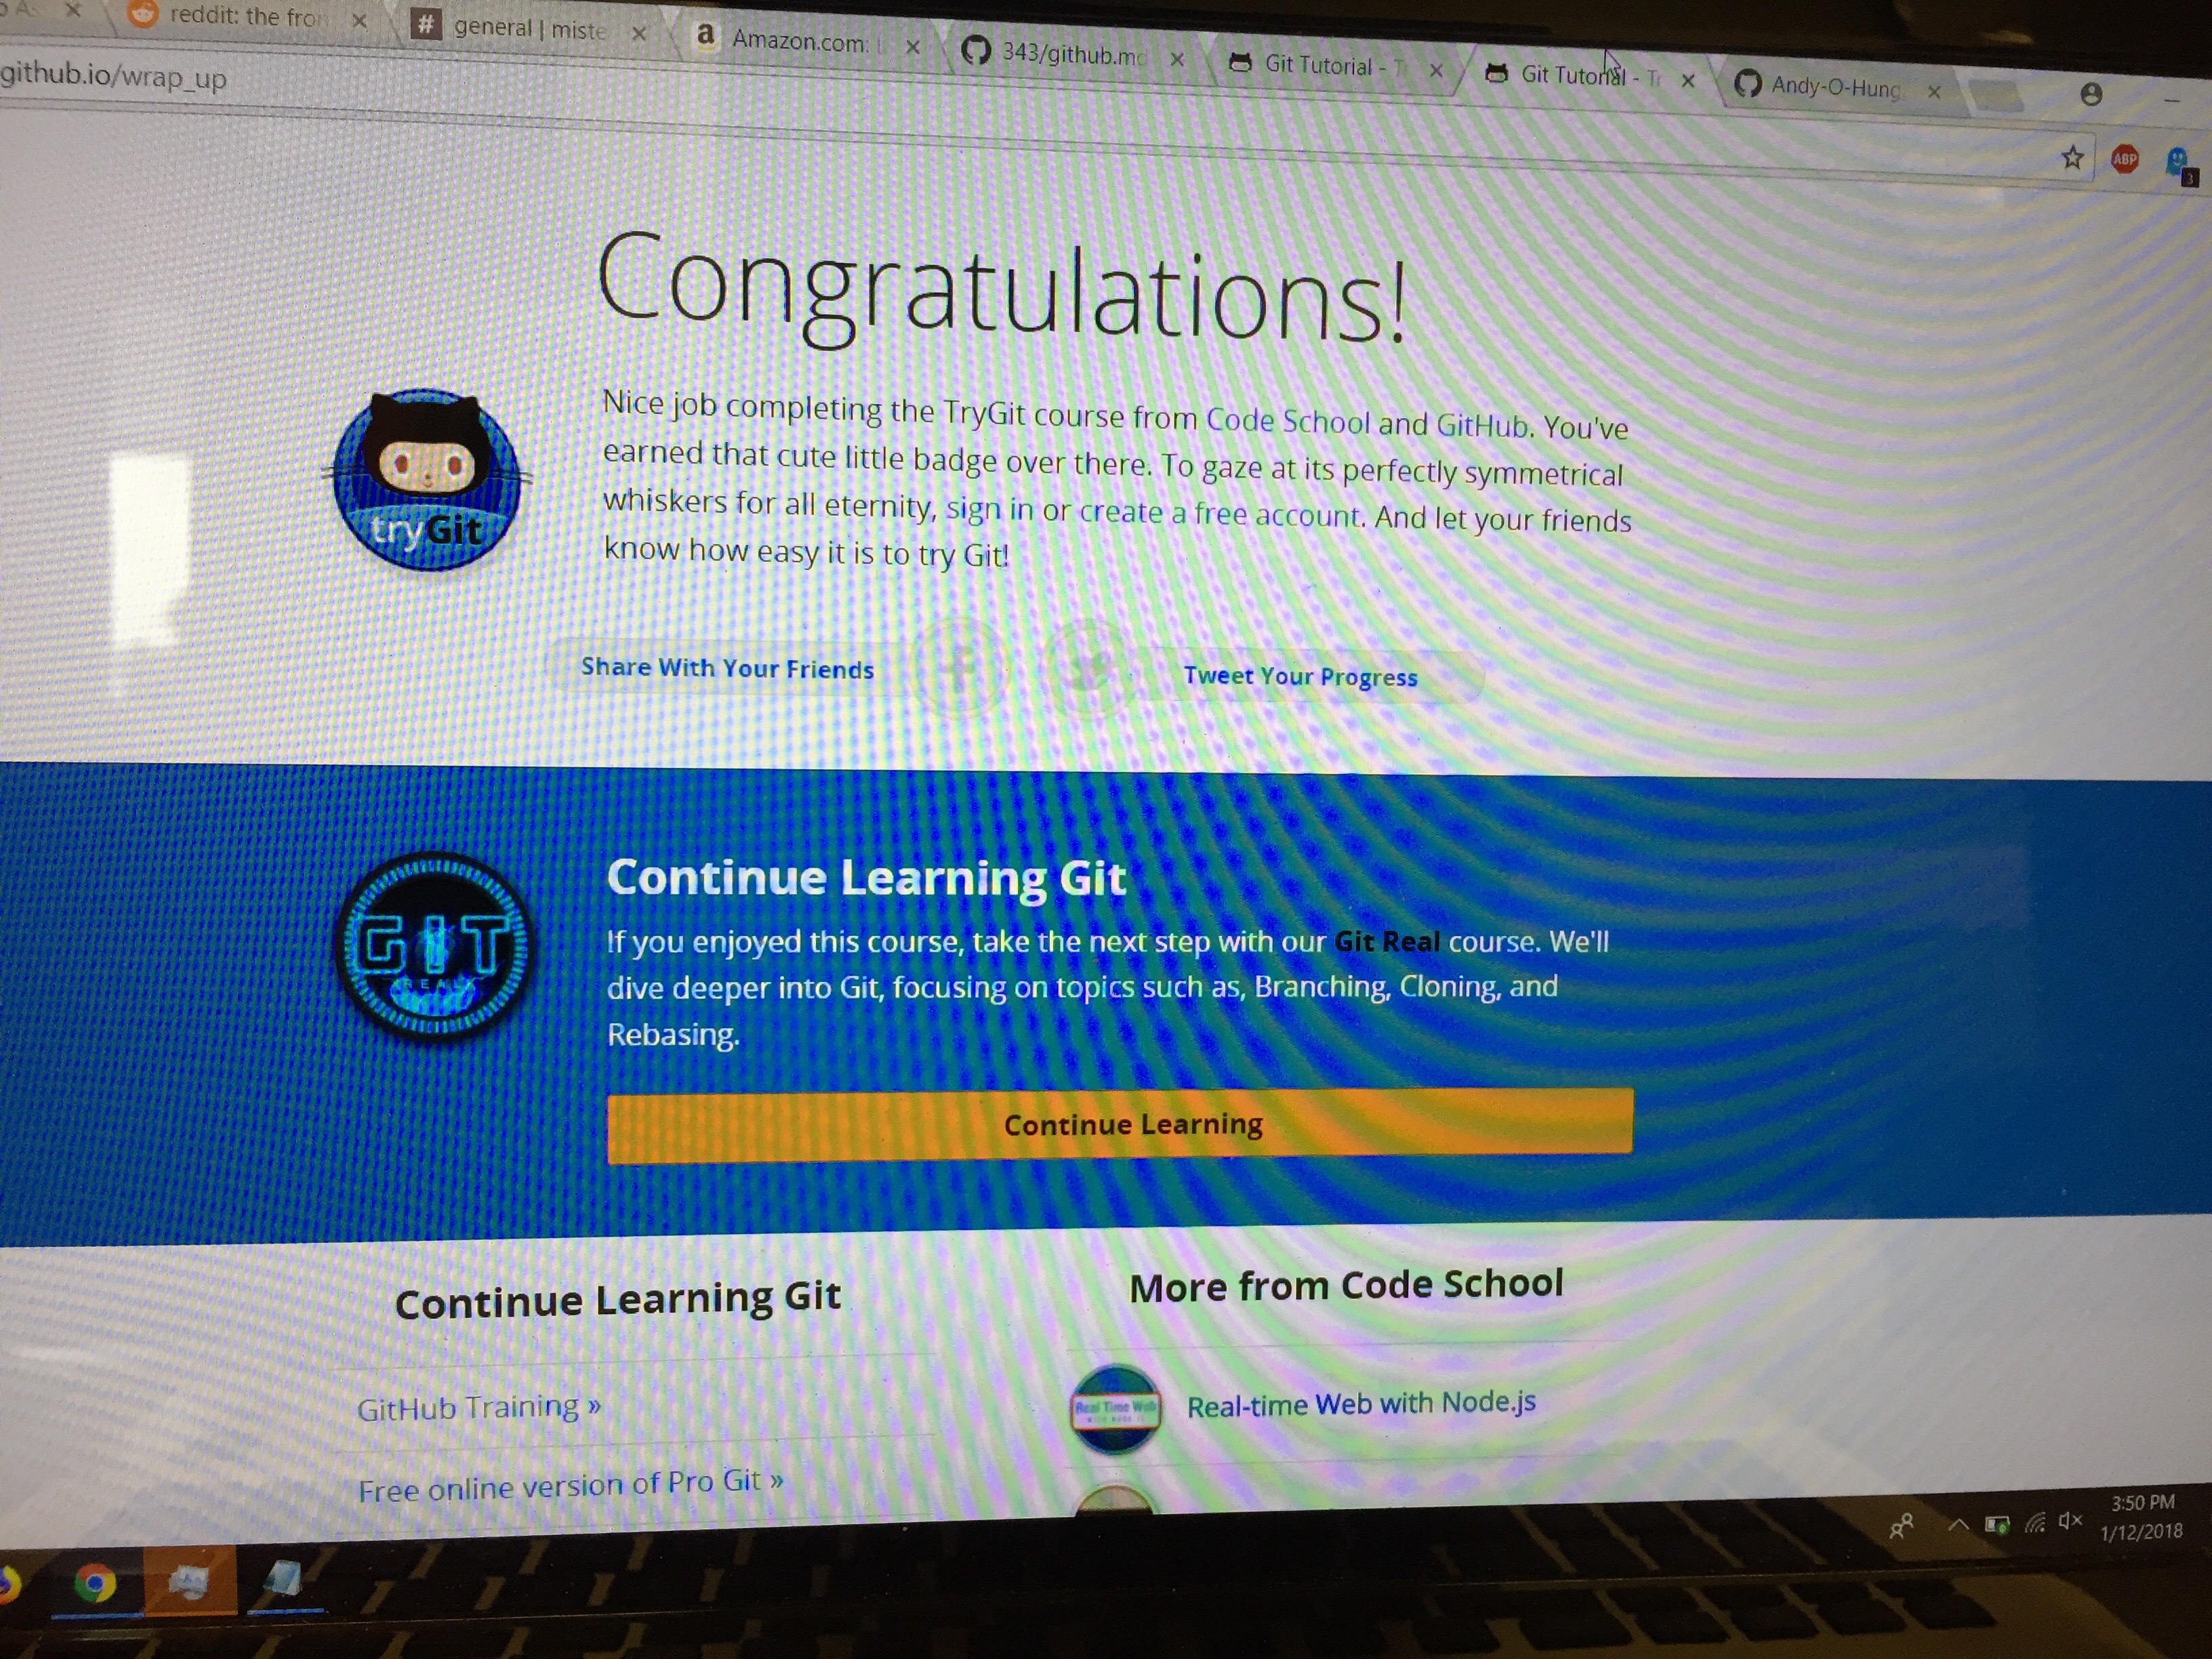 reddit: the fron
general | miste
Amazon.com:
343/github.mc
Git Tutorial - T
Git Tutorial - Tr
Andy-O-Hung
github.io/wrap_up
ABP
3
Congratulations!
Nice job completing the TryGit course from Code School and GitHub. You've
earned that cute little badge over there. To gaze at its perfectly symmetrical
whiskers for all eternity, sign in or create a free account. And let your friends
know how easy it is to try Git!
tryGit
Share With Your Friends
Tweet Your Progress
GIT
REAL
Continue Learning Git
If you enjoyed this course, take the next step with our Git Real course. We'll
dive deeper into Git, focusing on topics such as, Branching, Cloning, and
Rebasing.
Continue Learning
Continue Learning Git
GitHub Training »
Free online version of Pro Git »
More from Code School
Real Time Web
Real-time Web with Node.js
3:50 PM
1/12/2018